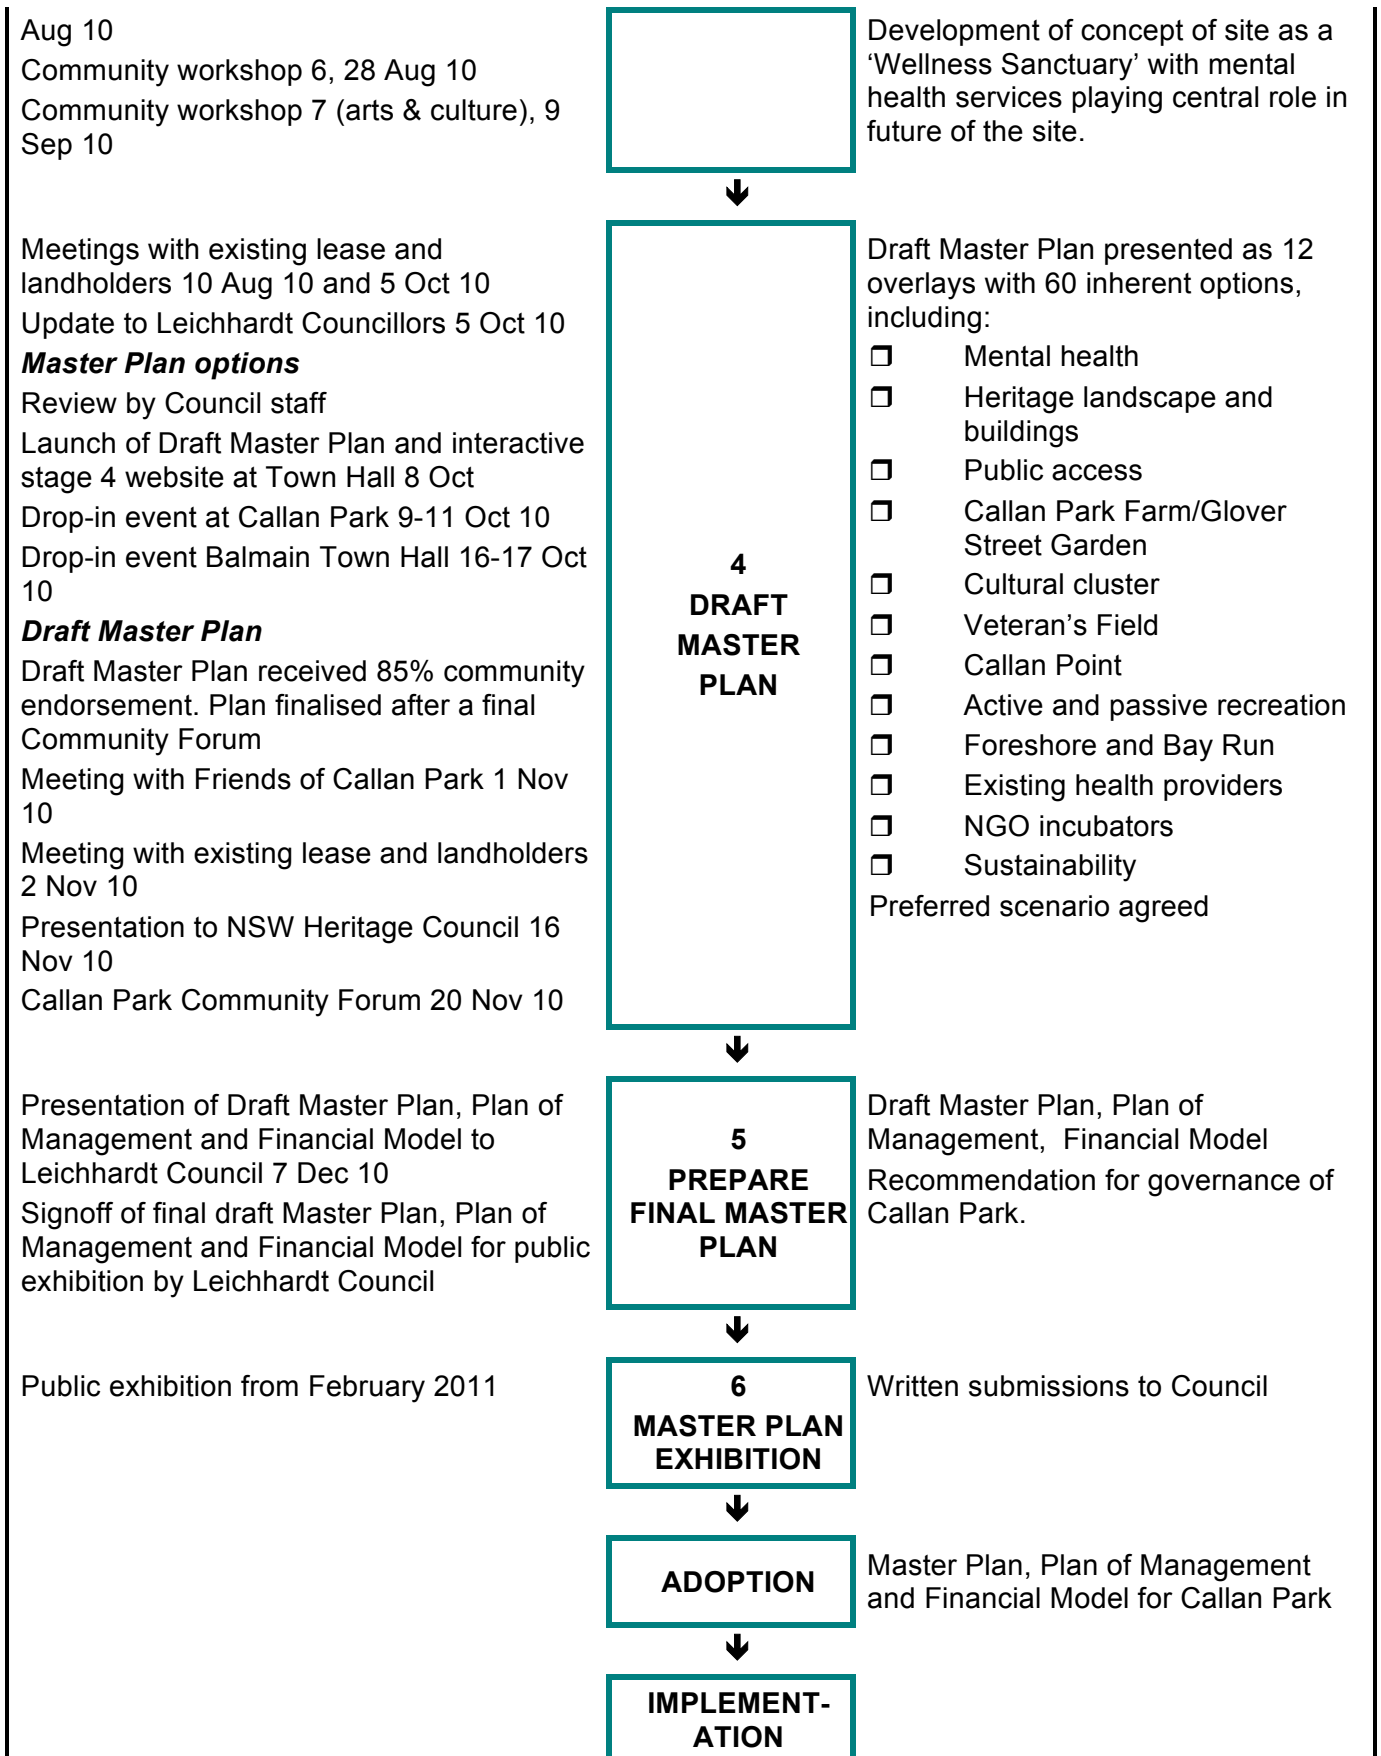 Aug 10
Community workshop 6, 28 Aug 10
Community workshop 7 (arts & culture), 9
Sep 10
Development of concept of site as a
‘Wellness Sanctuary’ with mental
health services playing central role in
future of the site.
Meetings with existing lease and
landholders 10 Aug 10 and 5 Oct 10
Update to Leichhardt Councillors 5 Oct 10
Master Plan options
Review by Council staff
Launch of Draft Master Plan and interactive
stage 4 website at Town Hall 8 Oct
Drop-in event at Callan Park 9-11 Oct 10
Drop-in event Balmain Town Hall 16-17 Oct
10
Draft Master Plan
Draft Master Plan received 85% community
endorsement. Plan finalised after a final
Community Forum
Meeting with Friends of Callan Park 1 Nov
10
Meeting with existing lease and landholders
2 Nov 10
Presentation to NSW Heritage Council 16
Nov 10
Callan Park Community Forum 20 Nov 10
4
DRAFT
MASTER
PLAN
Draft Master Plan presented as 12
overlays with 60 inherent options,
including:
Mental health
Heritage landscape and
buildings
Public access
Callan Park Farm/Glover
Street Garden
Cultural cluster
Veteran’s Field
Callan Point
Active and passive recreation
Foreshore and Bay Run
Existing health providers
NGO incubators
Sustainability
Preferred scenario agreed
Presentation of Draft Master Plan, Plan of
Management and Financial Model to
Leichhardt Council 7 Dec 10
Signoff of final draft Master Plan, Plan of
Management and Financial Model for public
exhibition by Leichhardt Council
5
PREPARE
FINAL MASTER
PLAN
Draft Master Plan, Plan of
Management,  Financial Model
Recommendation for governance of
Callan Park.
Public exhibition from February 2011
6
MASTER PLAN
EXHIBITION
Written submissions to Council
ADOPTION
Master Plan, Plan of Management
and Financial Model for Callan Park
IMPLEMENT-
ATION